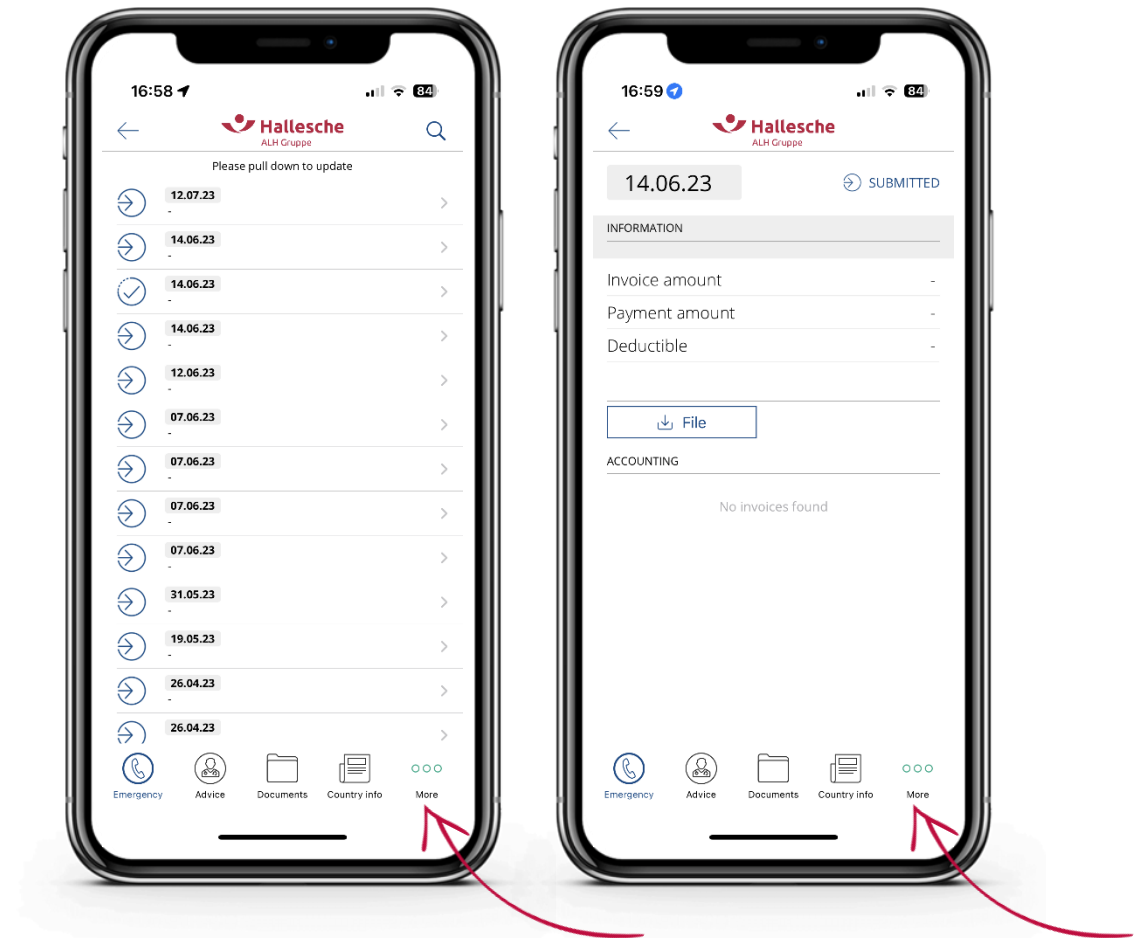 16:58
84
Hallesche
ALH Gruppe
Please pull down to update
12.07.23
-
14.06.23
-
14.06.23
-
14.06.23
-
12.06.23
-
07.06.23
-
07.06.23
-
07.06.23
-
07.06.23
-
31.05.23
-
19.05.23
-
26.04.23
-
26.04.23
Emergency Advice Documents Country info More
16:59
84
Hallesche
ALH Gruppe
14.06.23 SUBMITTED
INFORMATION
Invoice amount -
Payment amount -
Deductible -
File
ACCOUNTING
No invoices found
Emergency Advice Documents Country info More